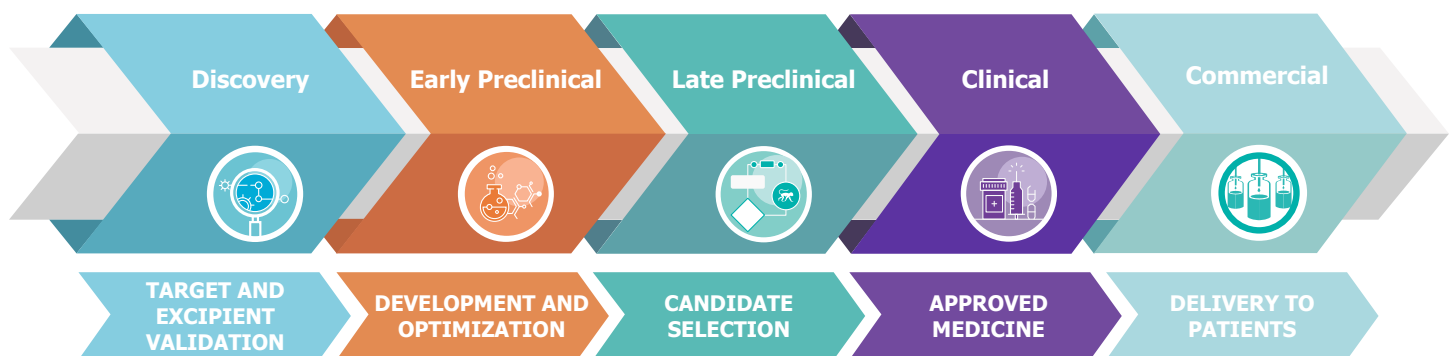 Discovery
Early Preclinical
Late Preclinical
Clinical
Commercial
TARGET AND
EXCIPIENT
VALIDATION
DEVELOPMENT AND
OPTIMIZATION
CANDIDATE
SELECTION
APPROVED
MEDICINE
DELIVERY TO
PATIENTS